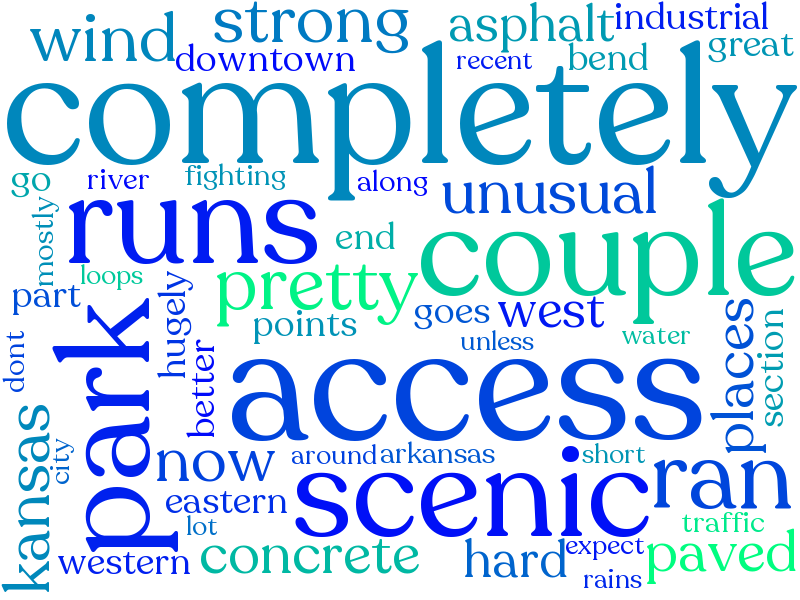 strong
asphalt
industrial
wind
downtown
recent
bend
great
completely
go
river
fighting
along
unusual
mostly
runs
end
couple
loops
pretty
part
hugely
points
goes
west
places
section
unless
water
dont
park
better
access
kansas
city
now
around
arkansas
short
scenic
ran
eastern
lot
concrete
traffic
western
hard
expect
paved
rains